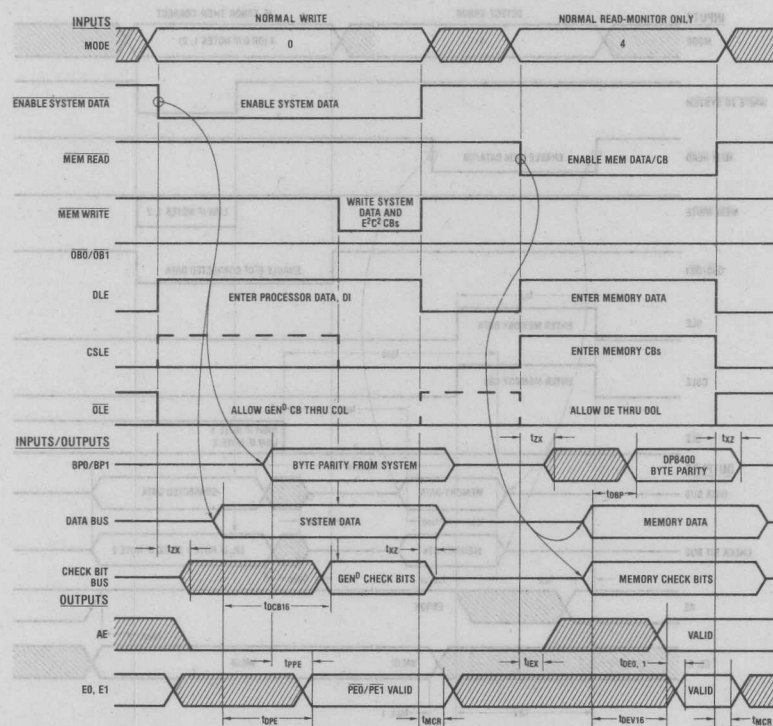 INPUTS
NORMAL WRITE
NORMAL READ-MONITOR ONLY
MODE
0
4
ENABLE SYSTEM DATA
ENABLE SYSTEM DATA
MEM READ
ENABLE MEM DATA/CB
MEM WRITE
WRITE SYSTEM
DATA AND
E²C² CBs
OB0/OB1
DLE
ENTER PROCESSOR DATA, DI
ENTER MEMORY DATA
CSLE
ENTER MEMORY CBs
OLE
ALLOW GENᴰ CB THRU COL
ALLOW DE THRU DOL
INPUTS/OUTPUTS
tZX
tXZ
BP0/BP1
BYTE PARITY FROM SYSTEM
DP8400
BYTE PARITY
tDBP
DATA BUS
SYSTEM DATA
MEMORY DATA
tZX
tXZ
CHECK BIT
BUS
GENᴰ CHECK BITS
MEMORY CHECK BITS
OUTPUTS
tDCB16
AE
VALID
tPPE
tIEX
tDE0, 1
E0, E1
PE0/PE1 VALID
VALID
tDPE
tMCR
tDEV16
tMCR